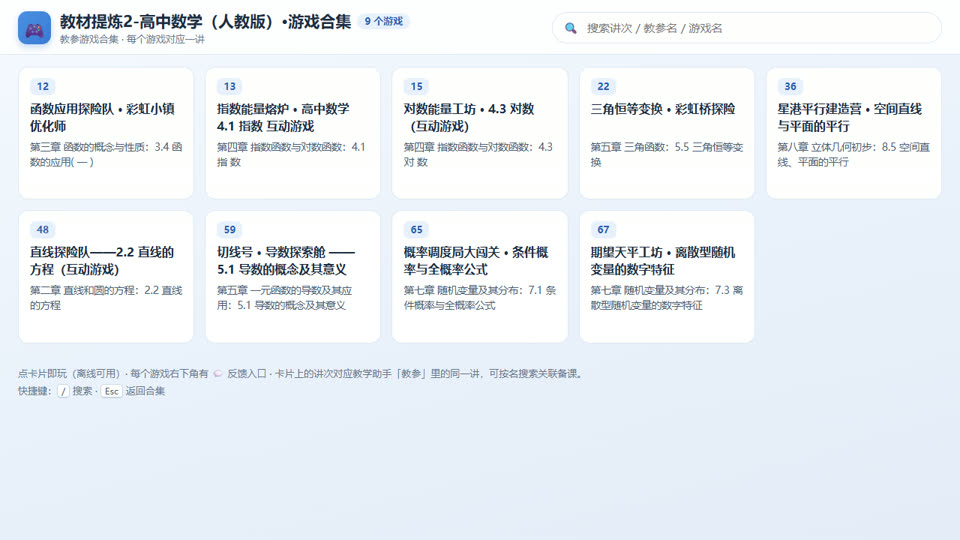 教材提炼2-高中数学（人教版）·游戏合集 9 个游戏
教参游戏合集 · 每个游戏对应一讲
搜索讲次 / 教参名 / 游戏名
12
函数应用探险队 • 彩虹小镇
优化师
第三章 函数的概念与性质：3.4 函
数的应用( 一 )
13
指数能量熔炉 • 高中数学
4.1 指数 互动游戏
第四章 指数函数与对数函数：4.1
指 数
15
对数能量工坊 • 4.3 对数
（互动游戏）
第四章 指数函数与对数函数：4.3
对 数
22
三角恒等变换 • 彩虹桥探险
第五章 三角函数：5.5 三角恒等变
换
36
星港平行建造营 • 空间直线
与平面的平行
第八章 立体几何初步：8.5 空间直
线、平面的平行
48
直线探险队——2.2 直线的
方程（互动游戏）
第二章 直线和圆的方程：2.2 直线
的方程
59
切线号 • 导数探索舱 ——
5.1 导数的概念及其意义
第五章 一元函数的导数及其应
用：5.1 导数的概念及其意义
65
概率调度局大闯关 • 条件概
率与全概率公式
第七章 随机变量及其分布：7.1 条
件概率与全概率公式
67
期望天平工坊 • 离散型随机
变量的数字特征
第七章 随机变量及其分布：7.3 离
散型随机变量的数字特征
点卡片即玩（离线可用）· 每个游戏右下角有 反馈入口 · 卡片上的讲次对应教学助手「教参」里的同一讲，可按名搜索关联备课。
快捷键： / 搜索 · Esc 返回合集